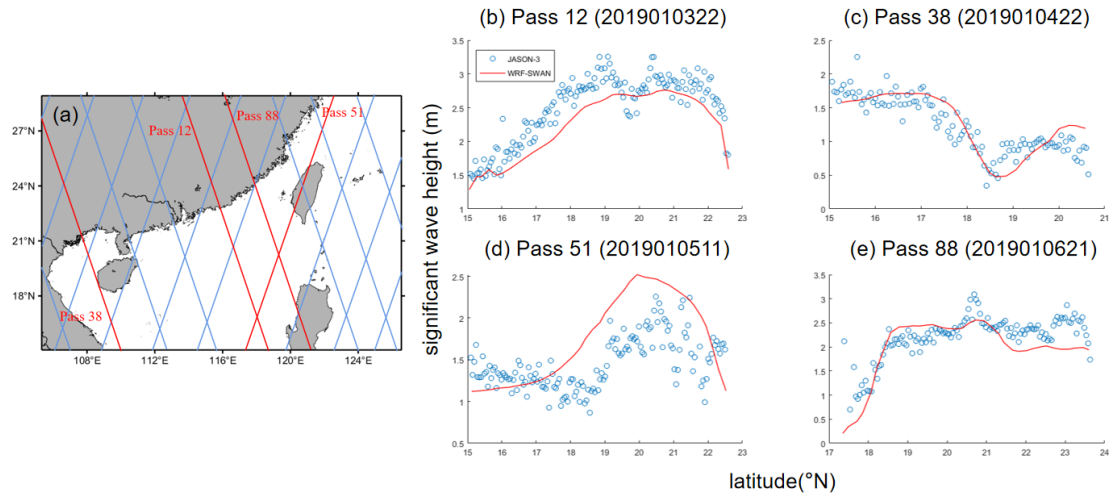 (a)
Pass 12
Pass 88
Pass 51
Pass 38
27°N
24°N
21°N
18°N
108°E
112°E
116°E
120°E
124°E
significant wave height (m)
(b) Pass 12 (2019010322)
JASON-3
WRF-SWAN
3.5
3
2.5
2
1.5
1
15 16 17 18 19 20 21 22 23
(c) Pass 38 (2019010422)
2.5
2
1.5
1
0.5
0
15 16 17 18 19 20 21
(d) Pass 51 (2019010511)
2.5
2
1.5
1
0.5
15 16 17 18 19 20 21 22 23
(e) Pass 88 (2019010621)
3.5
3
2.5
2
1.5
1
0.5
0
17 18 19 20 21 22 23 24
latitude(°N)